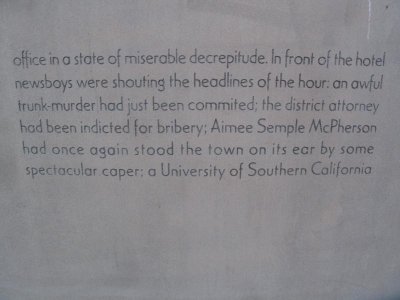 office in a state of miserable decrepitude. In front of the hotel
newsboys were shouting the headlines of the hour: an awful
trunk-murder had just been commited; the district attorney
had been indicted for bribery; Aimee Semple McPherson
had once again stood the town on its ear by some
spectacular caper; a University of Southern California